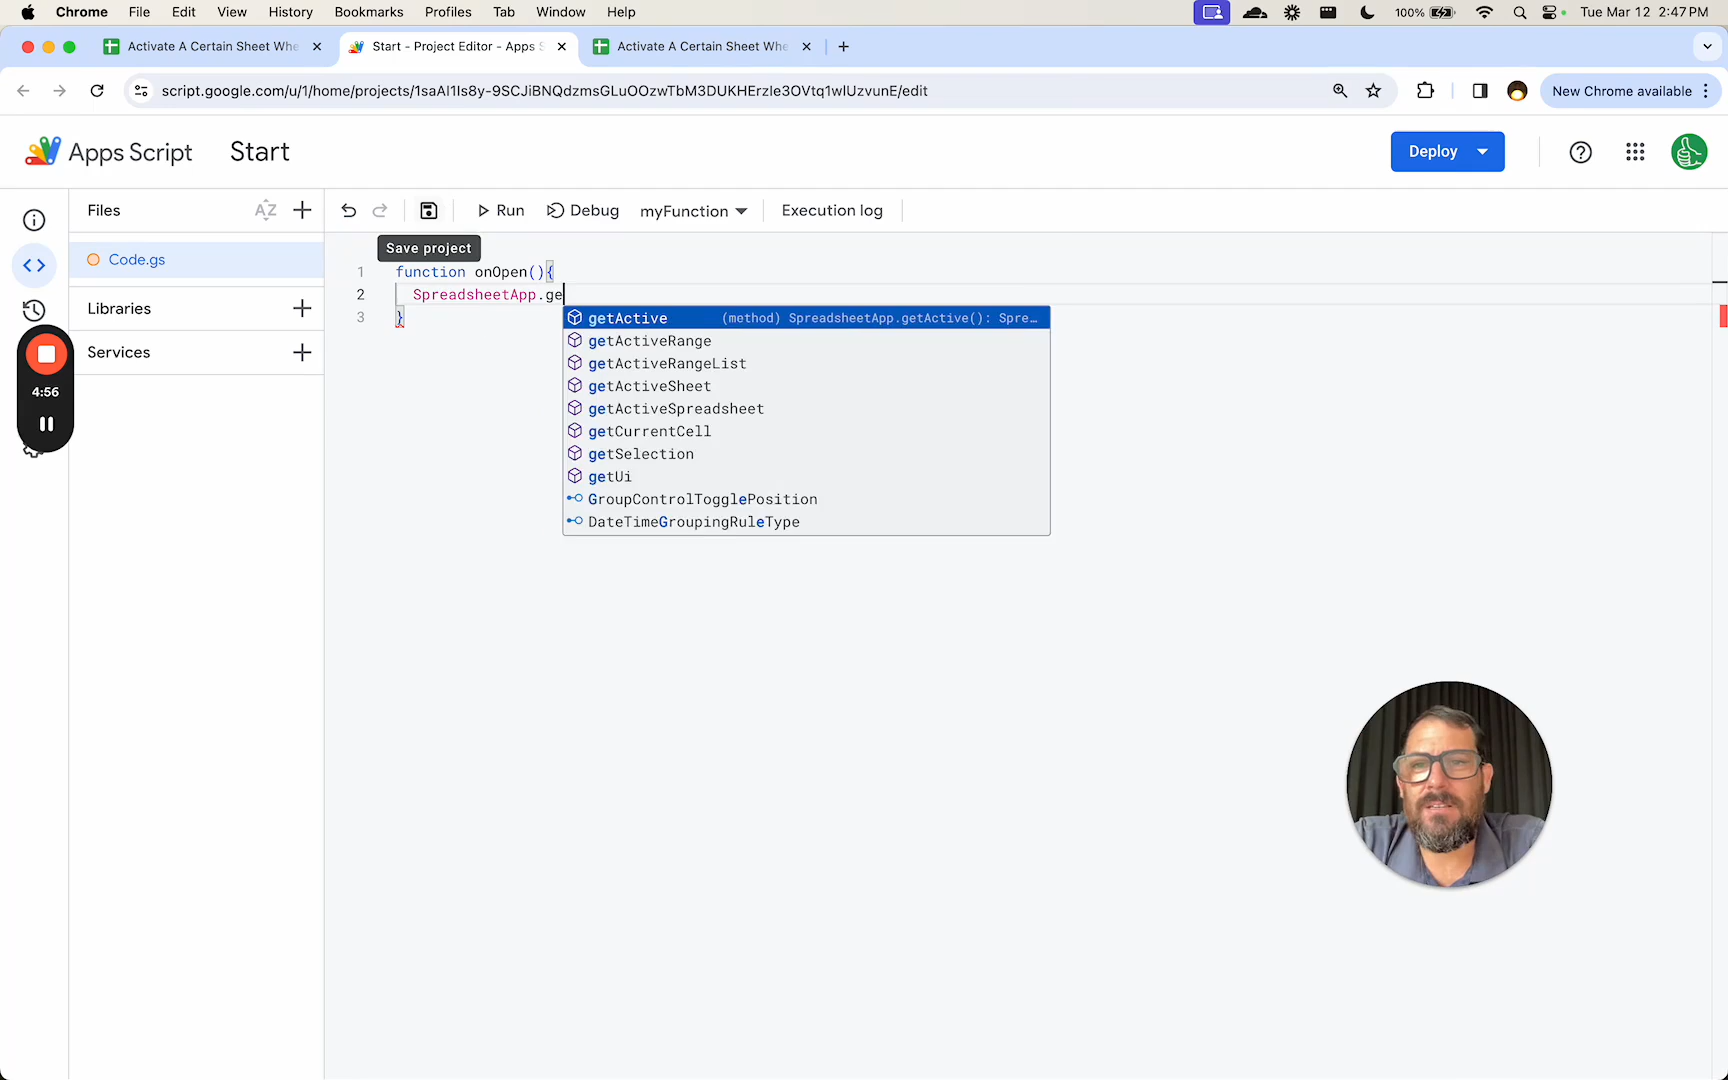 Chrome File Edit View History Bookmarks Profiles Tab Window Help 100% Tue Mar 12 2:47 PM
Activate A Certain Sheet Whe Start - Project Editor - Apps S Activate A Certain Sheet Whe
script.google.com/u/1/home/projects/1saAI1Is8y-9SCJiBNQdzmsGLuOOzwTbM3DUKHErzIe3OVtq1wIUzvunE/edit New Chrome available
Apps Script Start Deploy
Files AZ Run Debug myFunction Execution log
Save project
Code.gs
1 function onOpen(){
2 SpreadsheetApp.ge
3 }
Libraries
Services
4:56
getActive (method) SpreadsheetApp.getActive(): Spre…
getActiveRange
getActiveRangeList
getActiveSheet
getActiveSpreadsheet
getCurrentCell
getSelection
getUi
GroupControlTogglePosition
DateTimeGroupingRuleType